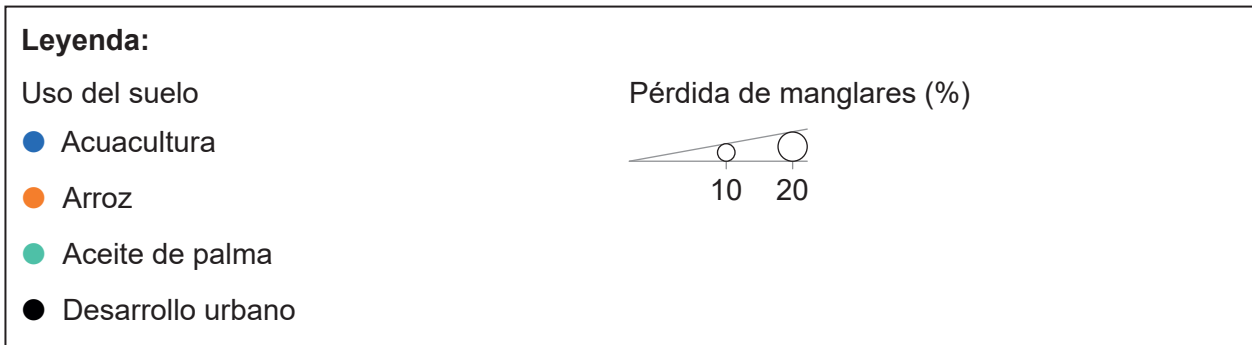 Leyenda:
Uso del suelo
Acuacultura
Arroz
Aceite de palma
Desarrollo urbano
Pérdida de manglares (%)
10 20